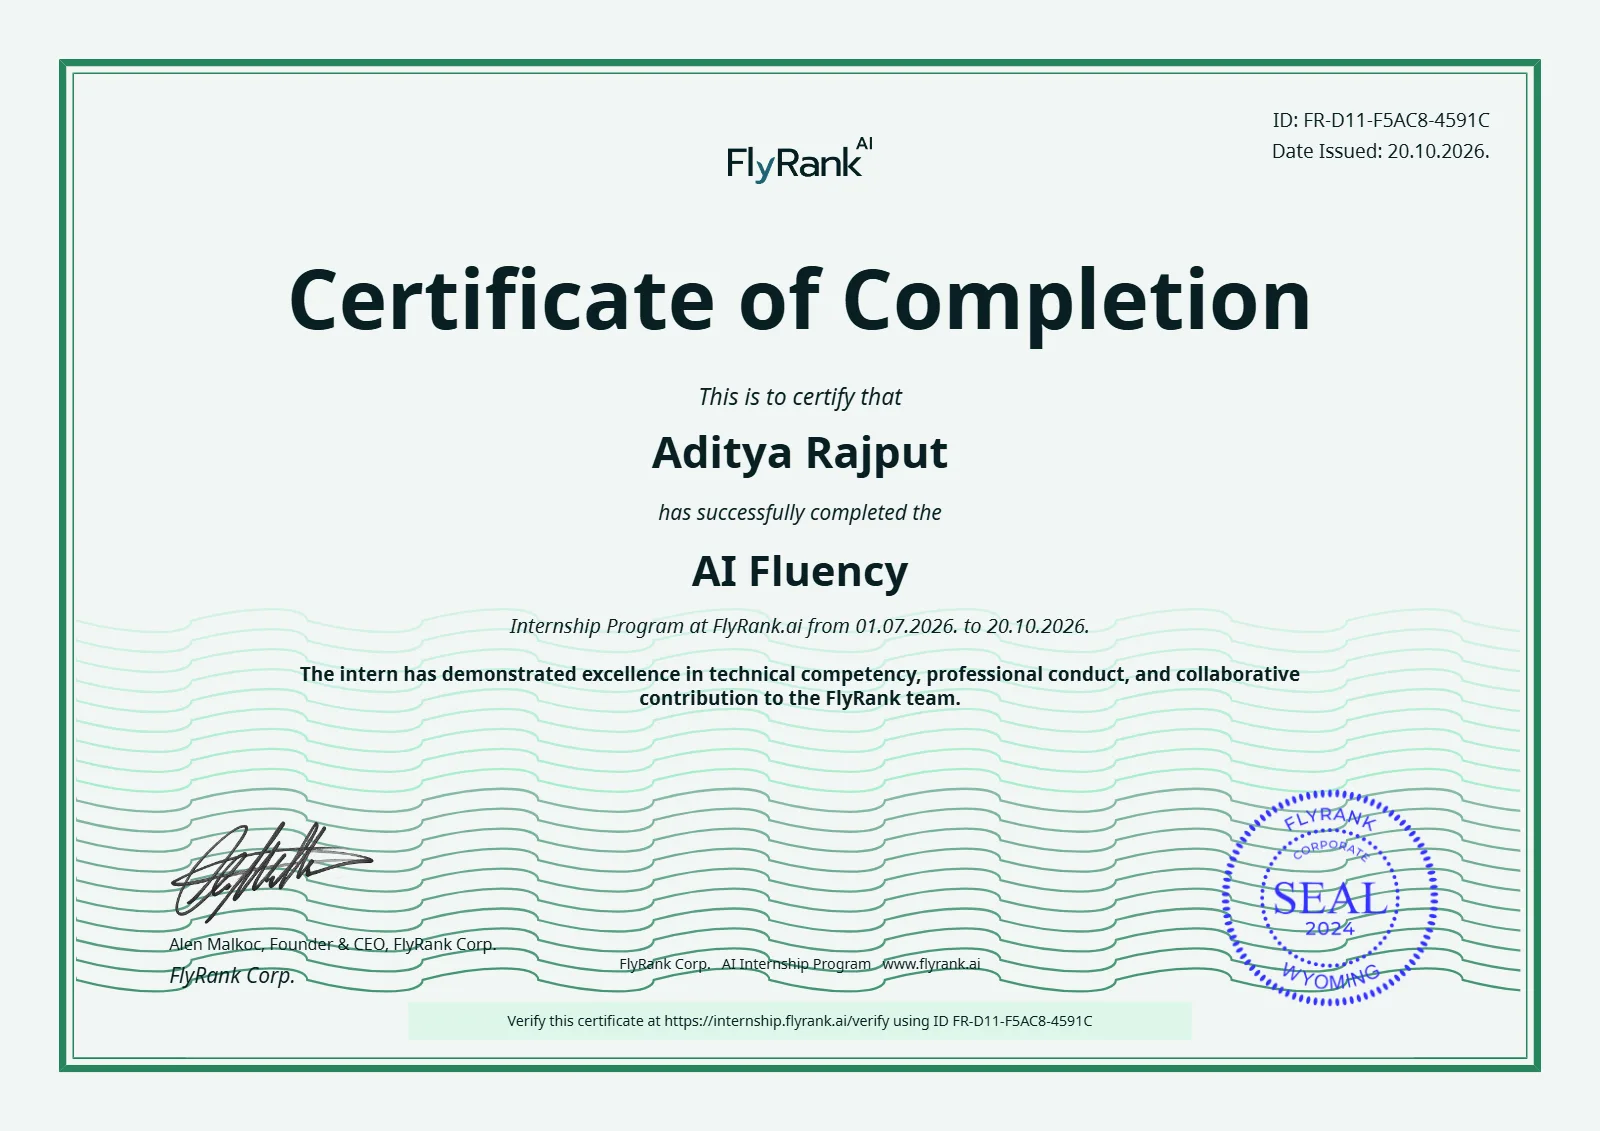 ID: FR-D11-F5AC8-4591C
Date Issued: 20.10.2026.
FlyRank AI
Certificate of Completion
This is to certify that
Aditya Rajput
has successfully completed the
AI Fluency
Internship Program at FlyRank.ai from 01.07.2026. to 20.10.2026.
The intern has demonstrated excellence in technical competency, professional conduct, and collaborative
contribution to the FlyRank team.
Alen Malkoc, Founder & CEO, FlyRank Corp.
FlyRank Corp.
FlyRank Corp. AI Internship Program www.flyrank.ai
FLYRANK
CORPORATE
SEAL
2024
WYOMING
Verify this certificate at https://internship.flyrank.ai/verify using ID FR-D11-F5AC8-4591C